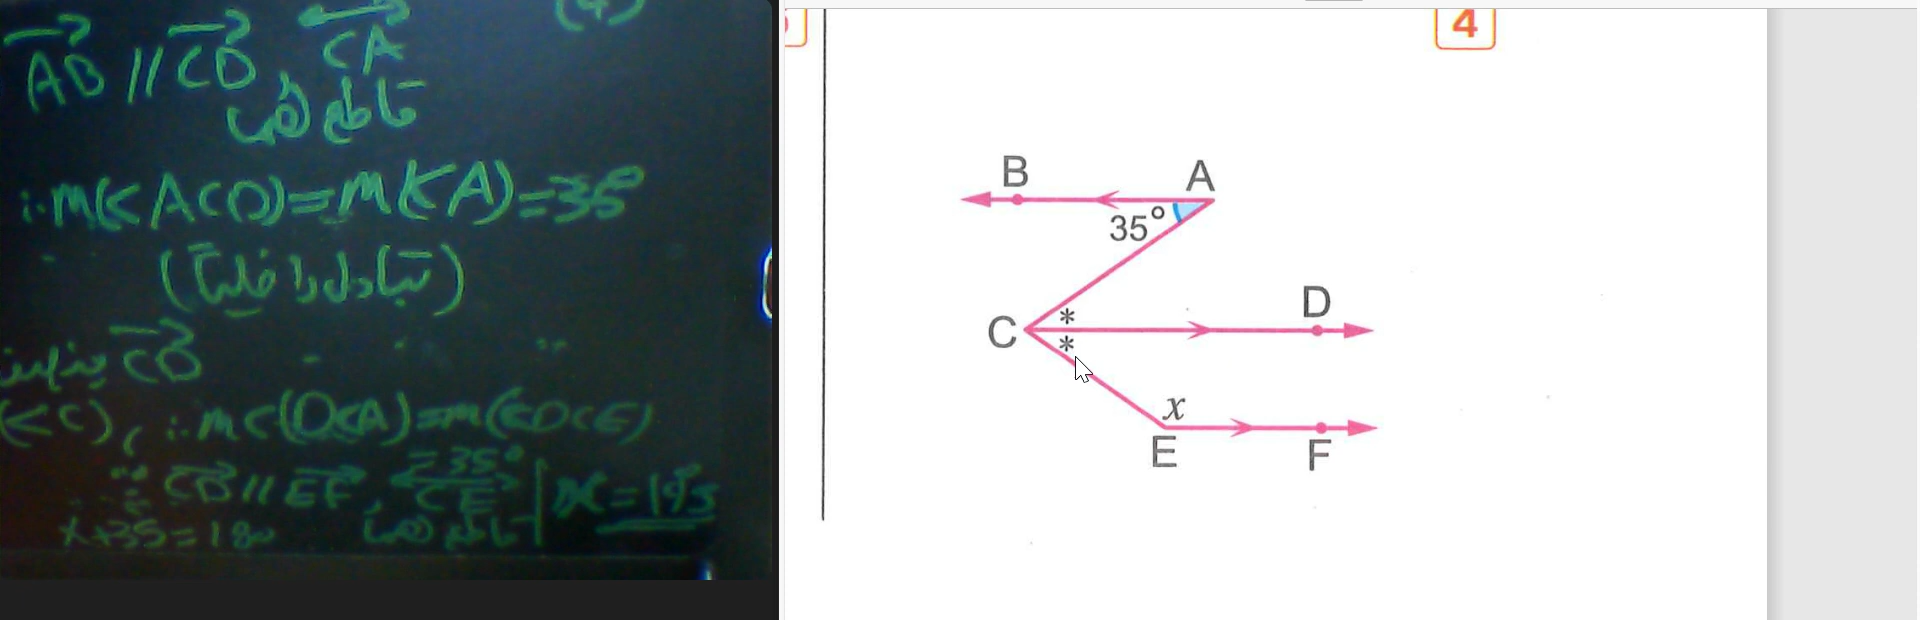 (4)
AB // CD CA
قاطع لهما
∴ m(< ACD) = m(< A) = 35°
(بالتبادل داخلياً)
CD ينصف
(< C), ∴ m<(DCA) = m(< DCE)
= 35°
∵ CD // EF, CE
قاطع لهما
x + 35 = 180
x = 145
4
B A
35°
D
C * *
x
E F